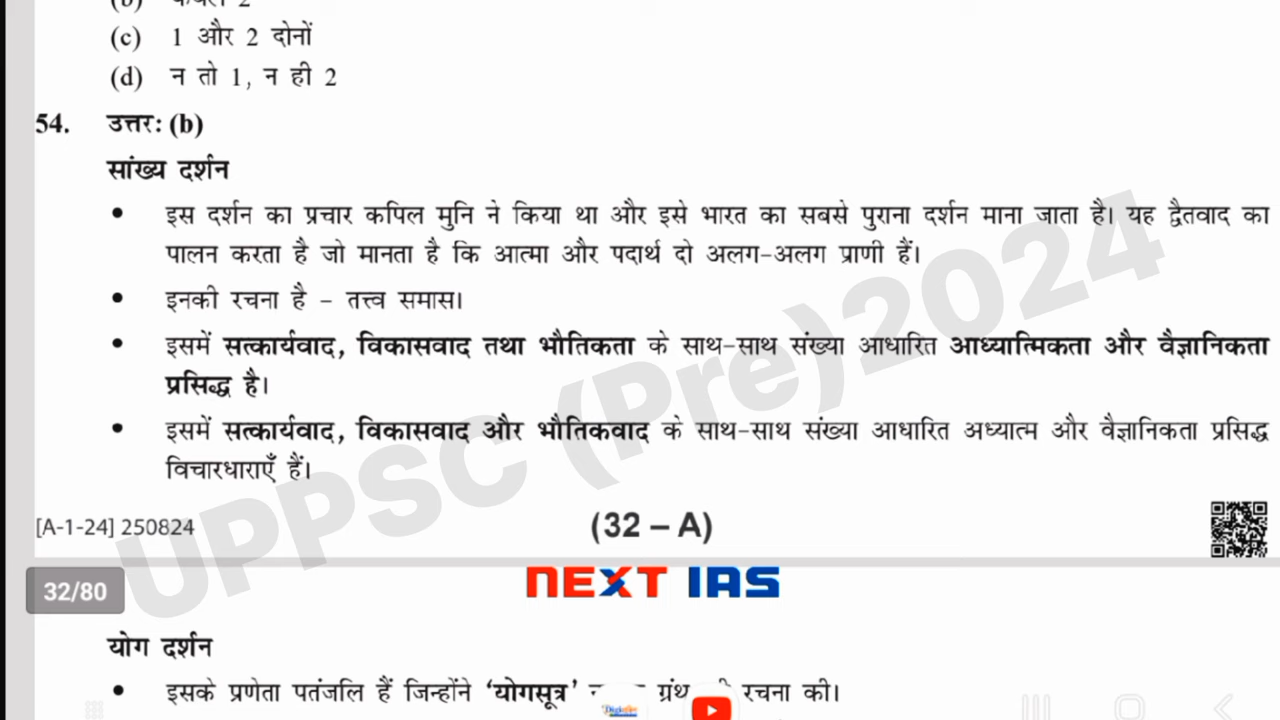 (c) 1 और 2 दोनों
(d) न तो 1, न ही 2
54. उत्तर: (b)
सांख्य दर्शन
• इस दर्शन का प्रचार कपिल मुनि ने किया था और इसे भारत का सबसे पुराना दर्शन माना जाता है। यह द्वैतवाद का
पालन करता है जो मानता है कि आत्मा और पदार्थ दो अलग-अलग प्राणी हैं।
• इनकी रचना है - तत्त्व समास।
• इसमें सत्कार्यवाद, विकासवाद तथा भौतिकता के साथ-साथ संख्या आधारित आध्यात्मिकता और वैज्ञानिकता
प्रसिद्ध है।
• इसमें सत्कार्यवाद, विकासवाद और भौतिकवाद के साथ-साथ संख्या आधारित अध्यात्म और वैज्ञानिकता प्रसिद्ध
विचारधाराएँ हैं।
UPPSC (Pre) 2024
[A-1-24] 250824 (32 – A)
32/80
NEXT IAS
योग दर्शन
• इसके प्रणेता पतंजलि हैं जिन्होंने ‘योगसूत्र’ ग्रंथ रचना की।